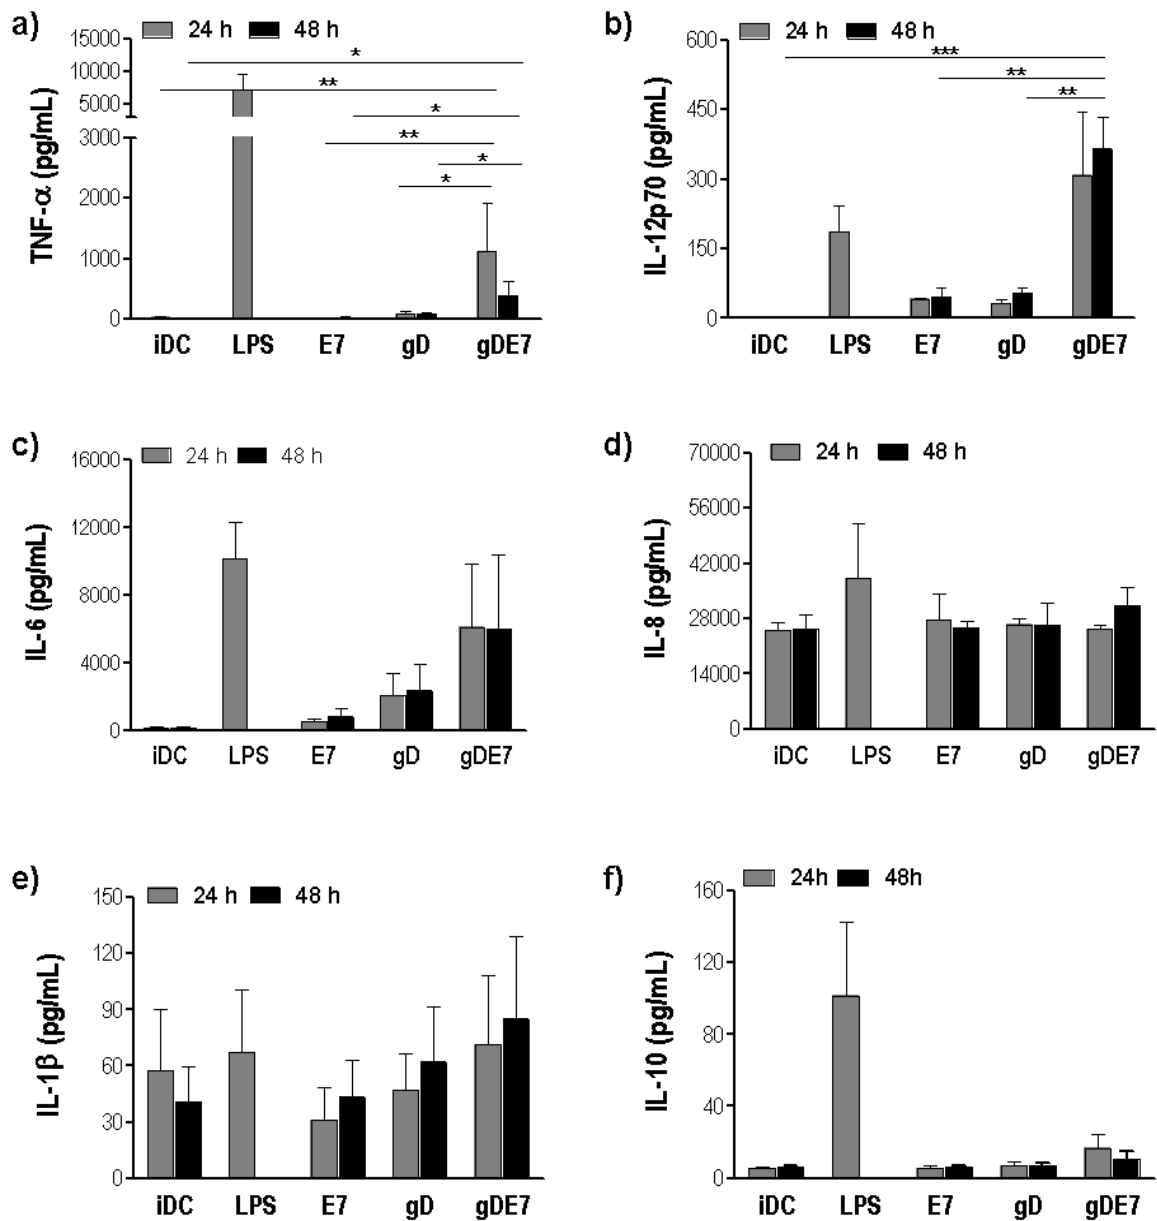 a)
24 h 48 h
TNF-α (pg/mL)
15000
10000
5000
3000
2000
1000
0
*
**
*
**
*
*
iDC LPS E7 gD gDE7
b)
24 h 48 h
IL-12p70 (pg/mL)
600
450
300
150
0
***
**
**
iDC LPS E7 gD gDE7
c)
24 h 48 h
IL-6 (pg/mL)
16000
12000
8000
4000
0
iDC LPS E7 gD gDE7
d)
24 h 48 h
IL-8 (pg/mL)
70000
56000
42000
28000
14000
0
iDC LPS E7 gD gDE7
e)
24 h 48 h
IL-1β (pg/mL)
150
120
90
60
30
0
iDC LPS E7 gD gDE7
f)
24h 48h
IL-10 (pg/mL)
160
120
80
40
0
iDC LPS E7 gD gDE7